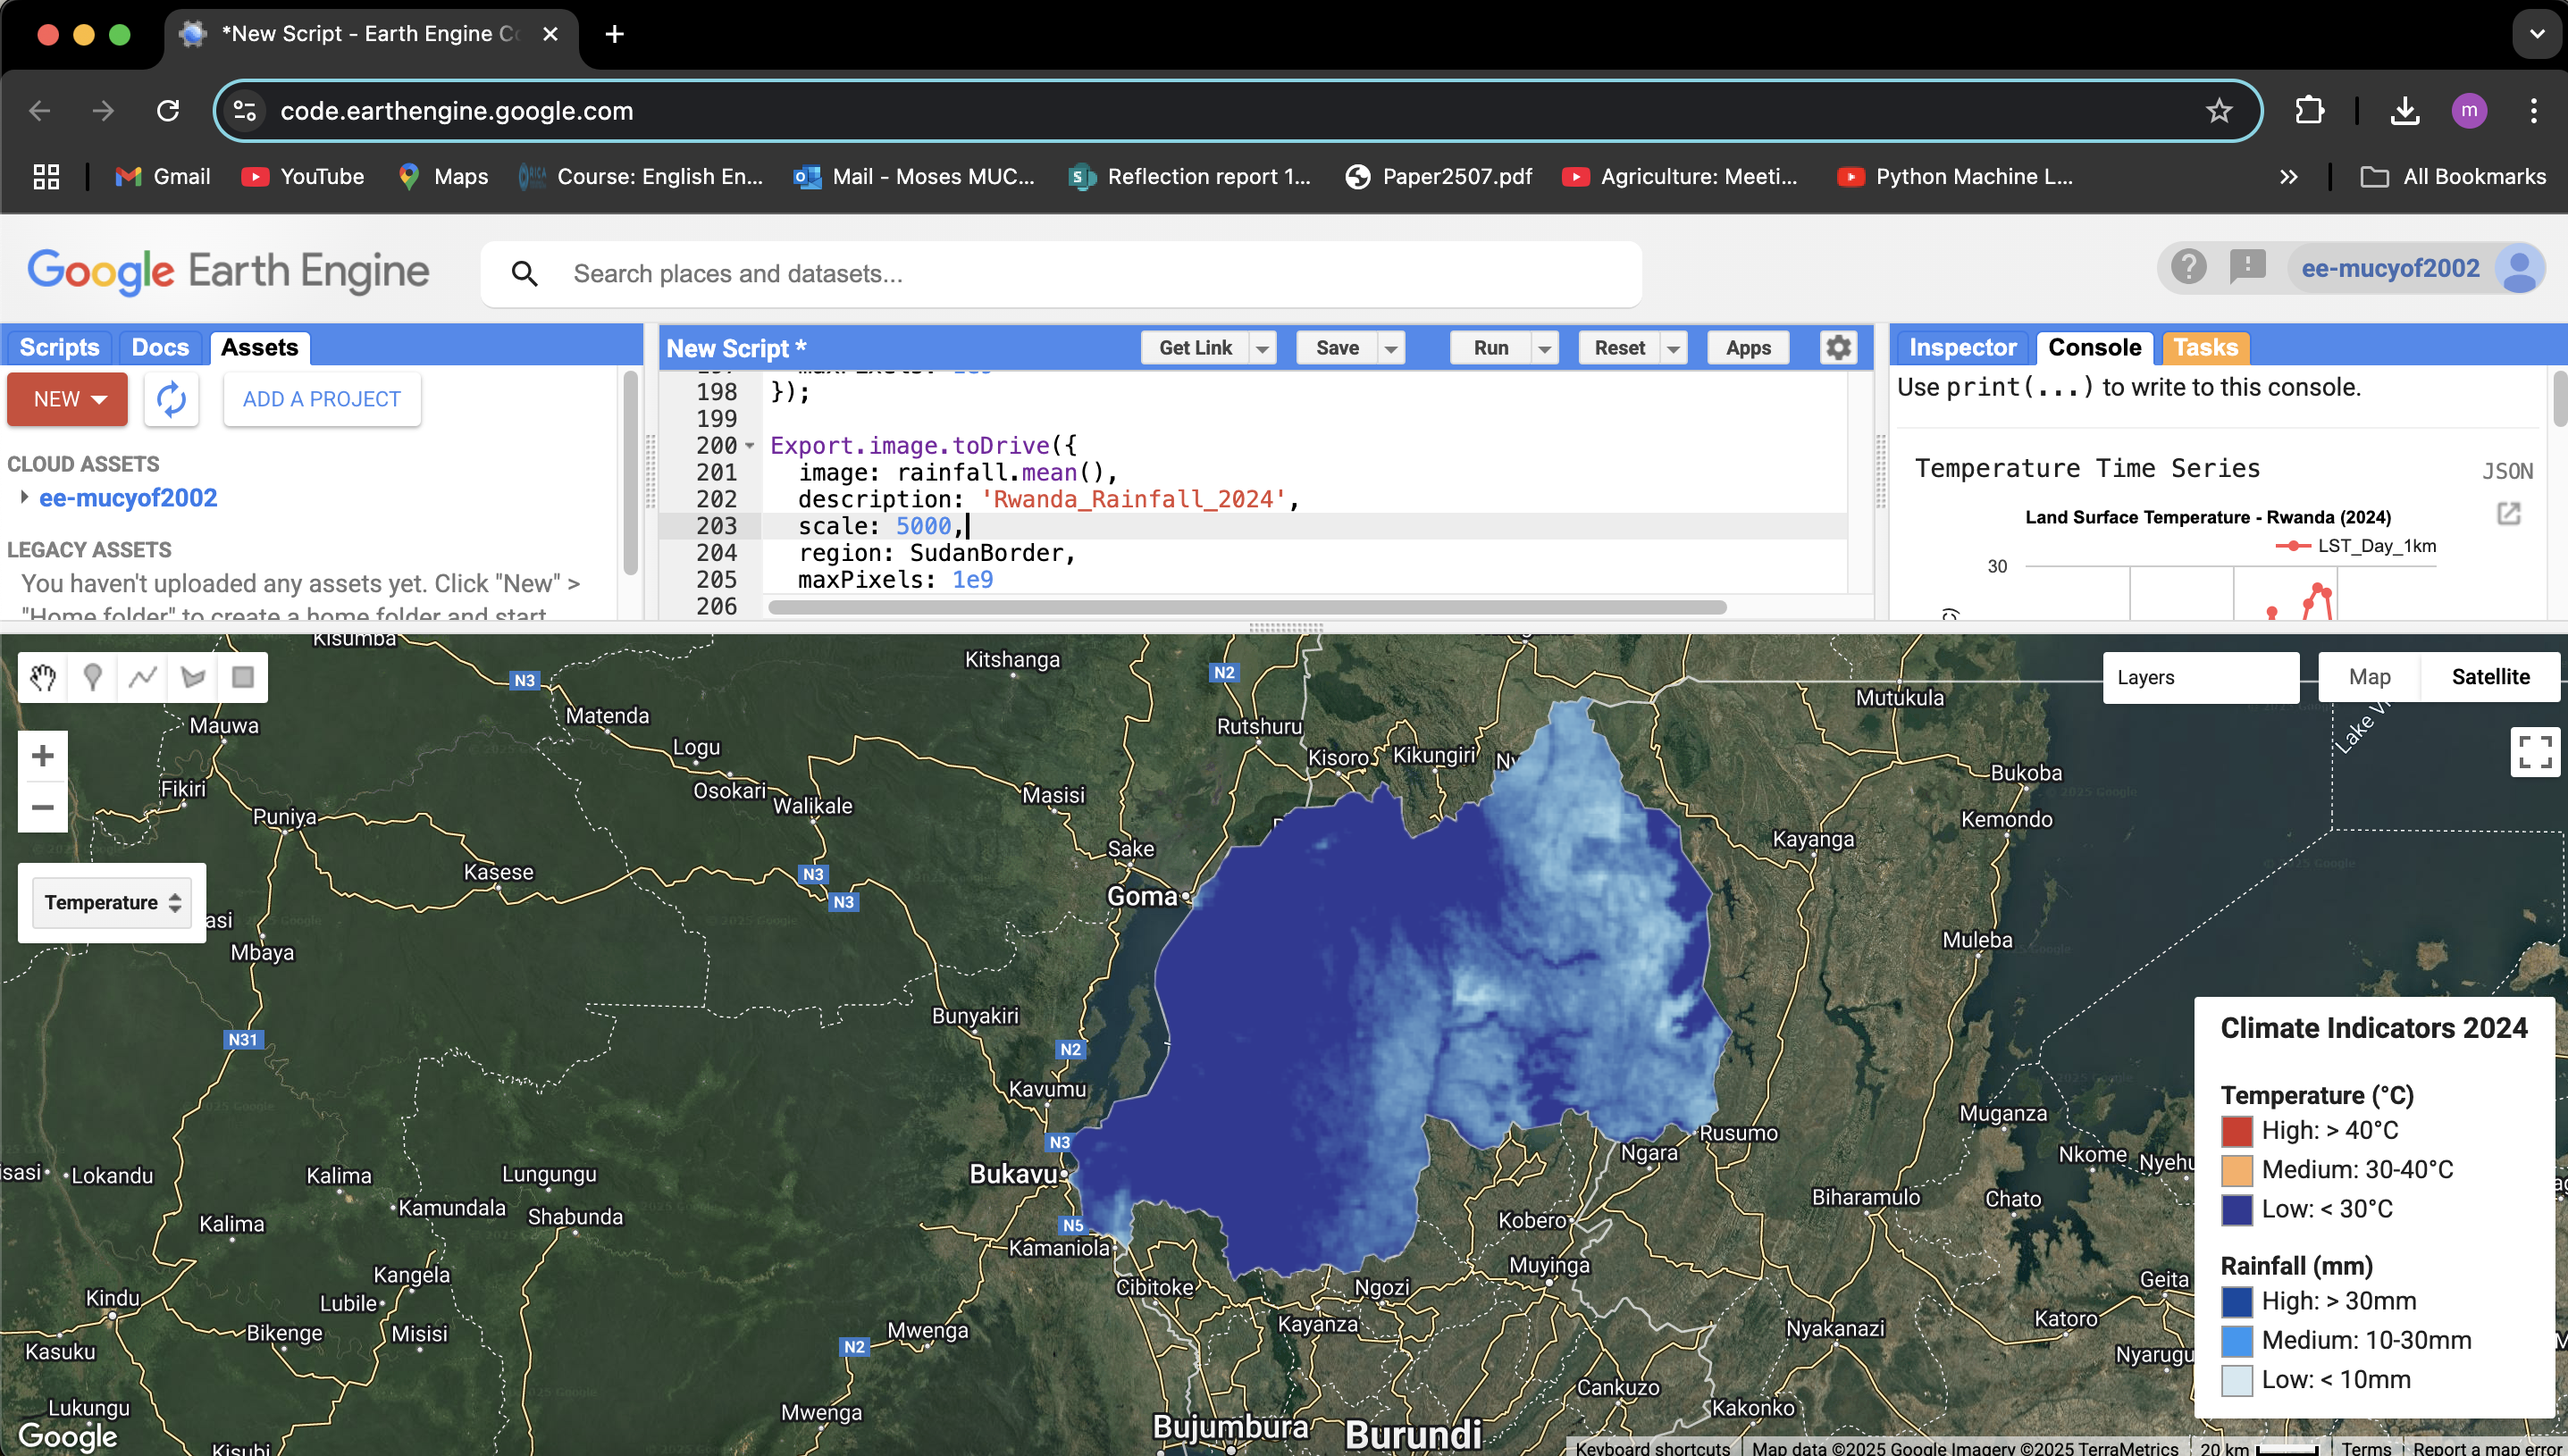 *New Script - Earth Engine Co
code.earthengine.google.com
m
Gmail
YouTube
Maps
Course: English En...
Mail - Moses MUC...
Reflection report 1...
Paper2507.pdf
Agriculture: Meeti...
Python Machine L...
All Bookmarks
Google Earth Engine
Search places and datasets...
ee-mucyof2002
Scripts
Docs
Assets
New Script *
Get Link
Save
Run
Reset
Apps
Inspector
Console
Tasks
NEW
ADD A PROJECT
CLOUD ASSETS
ee-mucyof2002
LEGACY ASSETS
You haven't uploaded any assets yet. Click "New" >
"Home folder" to create a home folder and start
198 });
199
200 Export.image.toDrive({
201 image: rainfall.mean(),
202 description: 'Rwanda_Rainfall_2024',
203 scale: 5000,
204 region: SudanBorder,
205 maxPixels: 1e9
206
Use print(...) to write to this console.
Temperature Time Series
JSON
Land Surface Temperature - Rwanda (2024)
LST_Day_1km
30
Kisumba
Kitshanga
N2
N3
Layers
Map
Satellite
Mutukula
Matenda
Mauwa
Rutshuru
Logu
Kisoro
Kikungiri
Ny
Lake Vi
Bukoba
Fikiri
Osokari
Walikale
Masisi
Puniya
Kemondo
Kayanga
Sake
Kasese
N3
N3
Goma
Temperature
asi
Mbaya
Muleba
Bunyakiri
N31
N2
Kavumu
Muganza
N3
Rusumo
Ngara
Nkome
Nyehu
isasi
Lokandu
Kalima
Lungungu
Bukavu
Biharamulo
Chato
Kamundala
Shabunda
Kalima
N5
Kobero
Kamaniola
Muyinga
Kangela
Cibitoke
Ngozi
Geita
Kindu
Lubile
Katoro
Bikenge
Misisi
Mwenga
Kayanza
Nyakanazi
Kasuku
N2
Nyarugu
Cankuzo
Lukungu
Mwenga
Kakonko
Bujumbura
Burundi
Kisubi
Google
Climate Indicators 2024
Temperature (°C)
High: > 40°C
Medium: 30-40°C
Low: < 30°C
Rainfall (mm)
High: > 30mm
Medium: 10-30mm
Low: < 10mm
Keyboard shortcuts
Map data ©2025 Google Imagery ©2025 TerraMetrics
20 km
Terms
Report a map error